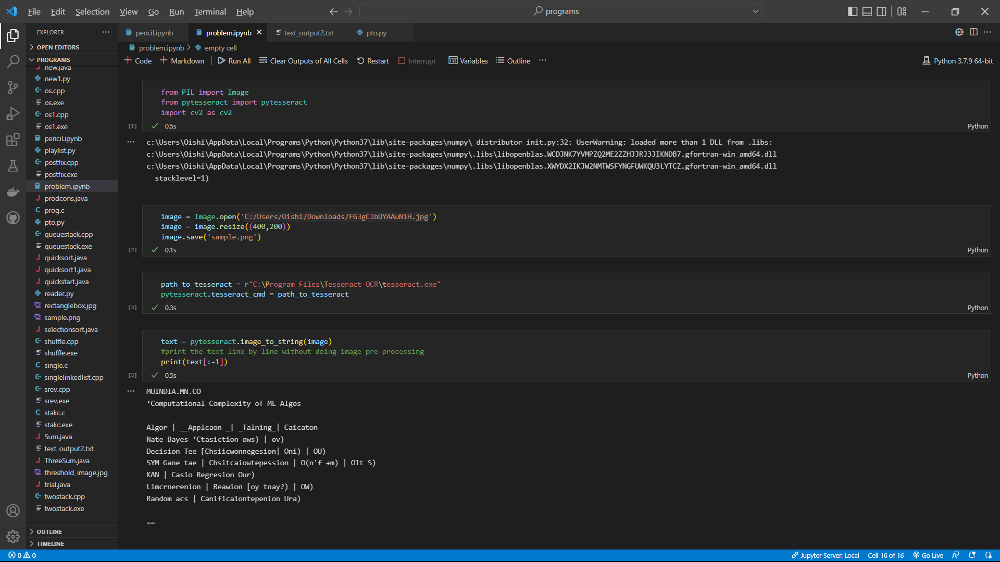 File Edit Selection View Go Run Terminal Help
programs
EXPLORER
OPEN EDITORS
PROGRAMS
new.java
new1.py
os.cpp
os.exe
os1.cpp
os1.exe
pencil.ipynb
playlist.py
postfix.cpp
postfix.exe
problem.ipynb
prodcons.java
prog.c
pto.py
queuestack.cpp
queuestack.exe
quicksort.java
quicksort1.java
quickstart.java
reader.py
rectanglebox.jpg
sample.png
selectionsort.java
shuffle.cpp
shuffle.exe
single.c
singlelinkedlist.cpp
srev.cpp
srev.exe
stakc.c
stakc.exe
Sum.java
text_output2.txt
ThreeSum.java
threshold_image.jpg
trial.java
twostack.cpp
twostack.exe
OUTLINE
TIMELINE
pencil.ipynb problem.ipynb text_output2.txt pto.py
problem.ipynb > empty cell
+ Code + Markdown Run All Clear Outputs of All Cells Restart Interrupt Variables Outline ... Python 3.7.9 64-bit
from PIL import Image
from pytesseract import pytesseract
import cv2 as cv2
[1] 0.5s Python
c:\Users\Oishi\AppData\Local\Programs\Python\Python37\lib\site-packages\numpy\_distributor_init.py:32: UserWarning: loaded more than 1 DLL from .libs:
c:\Users\Oishi\AppData\Local\Programs\Python\Python37\lib\site-packages\numpy\.libs\libopenblas.WCDJNK7YVMPZQ2ME2ZZHJJRJ3JIKNDB7.gfortran-win_amd64.dll
c:\Users\Oishi\AppData\Local\Programs\Python\Python37\lib\site-packages\numpy\.libs\libopenblas.XWYDX2IKJW2NMTWSFYNGFUWKQU3LYTCZ.gfortran-win_amd64.dll
stacklevel=1)
image = Image.open('C:/Users/Oishi/Downloads/FG3gClbUYAAuNiH.jpg')
image = image.resize((400,200))
image.save('sample.png')
[2] 0.1s Python
path_to_tesseract = r"C:\Program Files\Tesseract-OCR\tesseract.exe"
pytesseract.tesseract_cmd = path_to_tesseract
[3] 0.3s Python
text = pytesseract.image_to_string(image)
#print the text line by line without doing image pre-processing
print(text[:-1])
[5] 0.5s Python
MUINDIA.MN.CO
‘Computational Complexity of ML Algos
Algor | __Applcaon _| _Talning_| Caicaton
Nate Bayes ‘Ctasiction ows) | ov)
Decision Tee [Chsiicwonnegesion| Oni) | OU)
SYM Gane tae | Chsitcaiowtepession | O(n'f +m) | Olt S)
KAN | Casio Regresion Our)
Limcrnerenion | Reawion [oy tnay?) | OW)
Random acs | Canificaiontepenion Ura)
==
0 0 Jupyter Server: Local Cell 16 of 16 Go Live